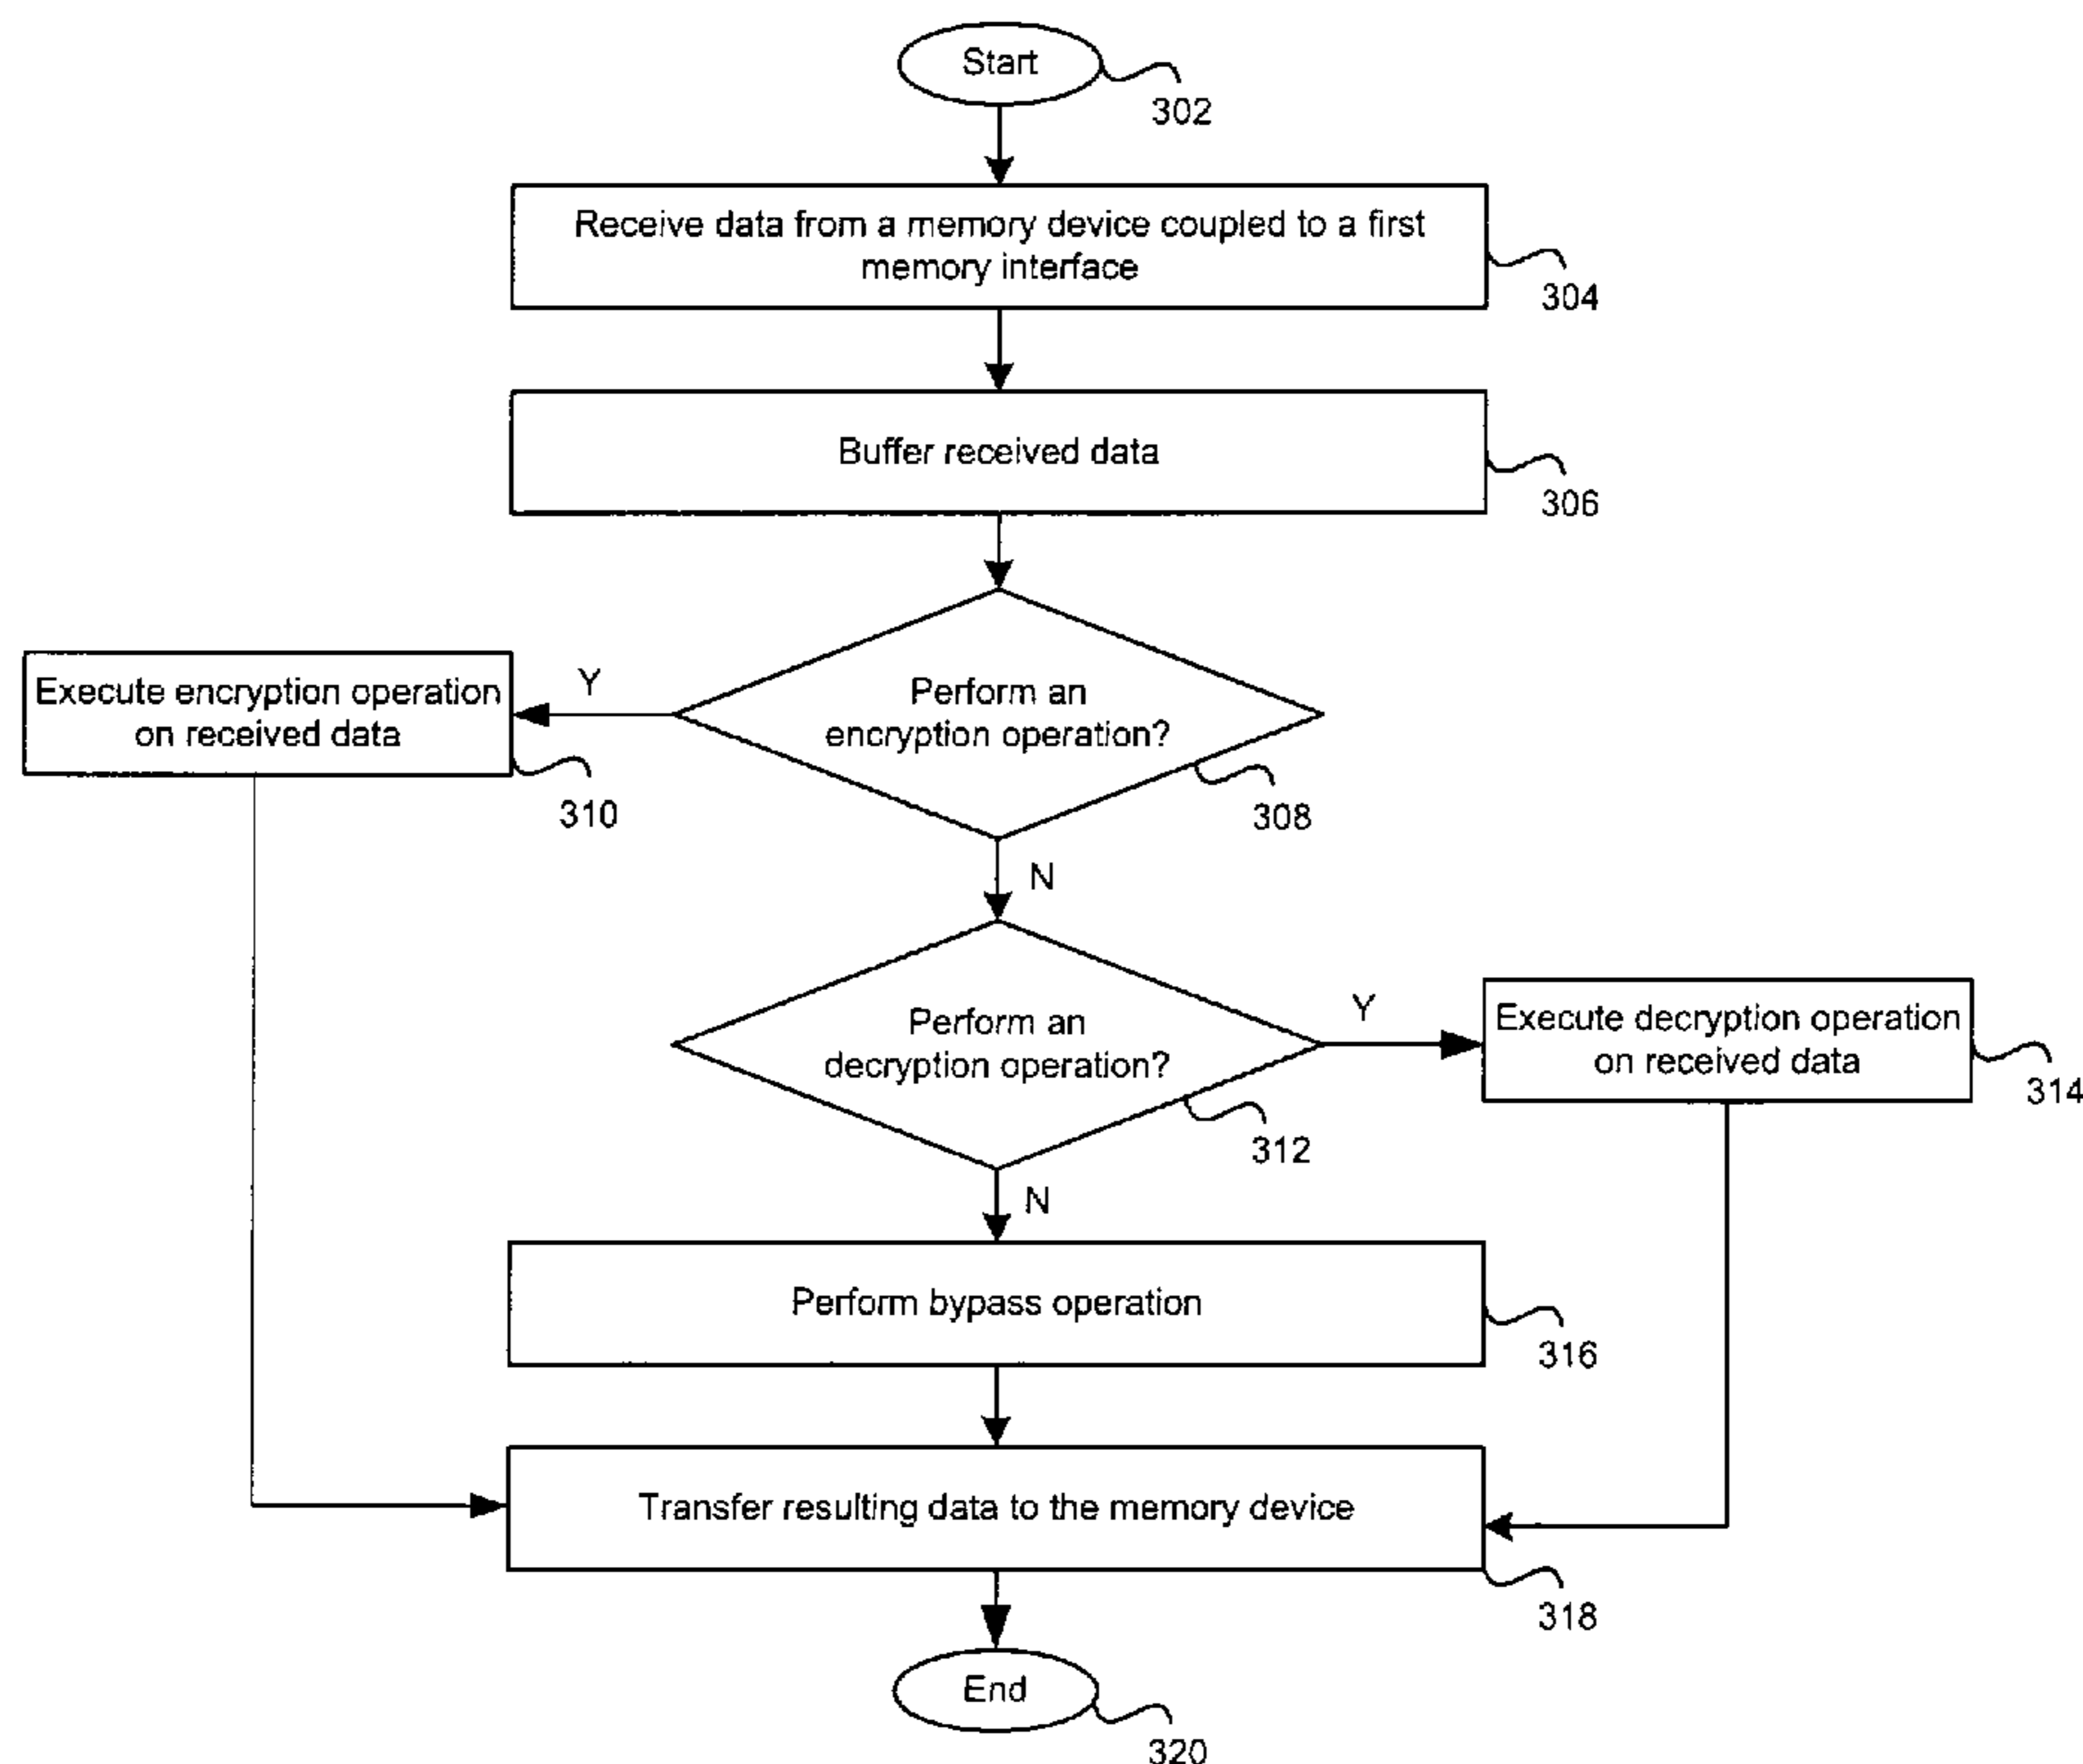 Start
302
Receive data from a memory device coupled to a first
memory interface
304
Buffer received data
306
Execute encryption operation
on received data
310
Y
Perform an
encryption operation?
308
N
Perform an
decryption operation?
312
Y
Execute decryption operation
on received data
314
N
Perform bypass operation
316
Transfer resulting data to the memory device
318
End
320